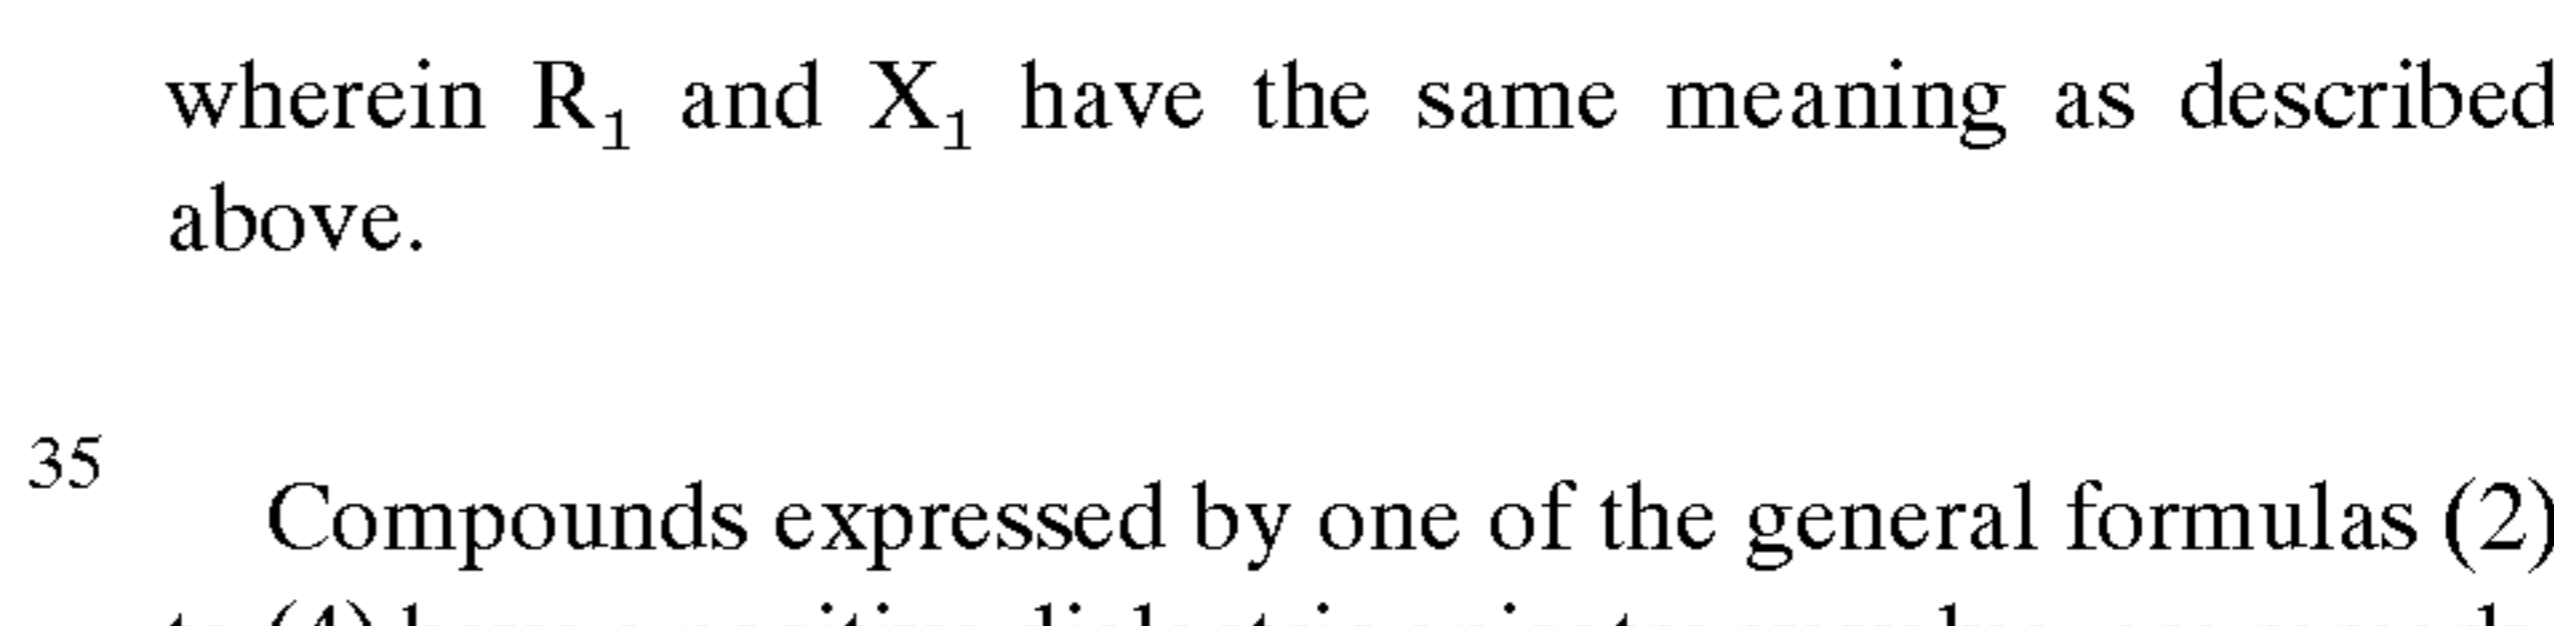 wherein R₁ and X₁ have the same meaning as described
above.
35
Compounds expressed by one of the general formulas (2)